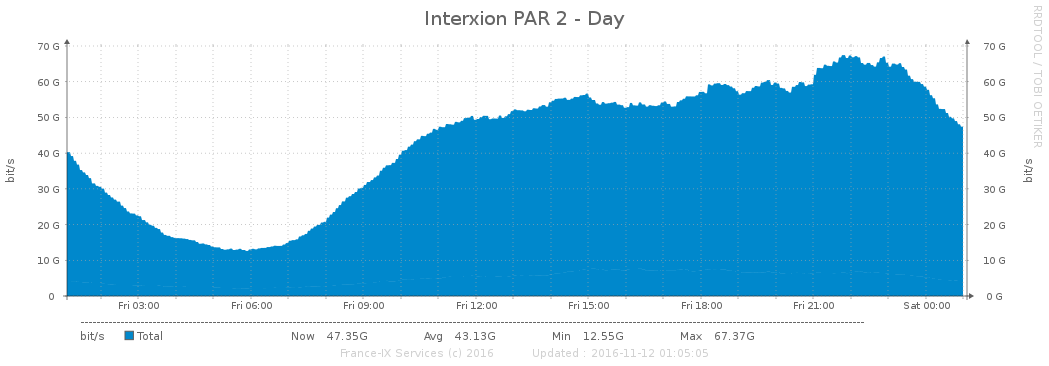 Interxion PAR 2 - Day
RRDTOOL / TOBI OETIKER
70 G 70 G
60 G 60 G
50 G 50 G
40 G 40 G
30 G 30 G
20 G 20 G
10 G 10 G
0 0 G
bit/s
bit/s
Fri 03:00 Fri 06:00 Fri 09:00 Fri 12:00 Fri 15:00 Fri 18:00 Fri 21:00 Sat 00:00
bit/s Total Now 47.35G Avg 43.13G Min 12.55G Max 67.37G
France-IX Services (c) 2016 Updated : 2016-11-12 01:05:05